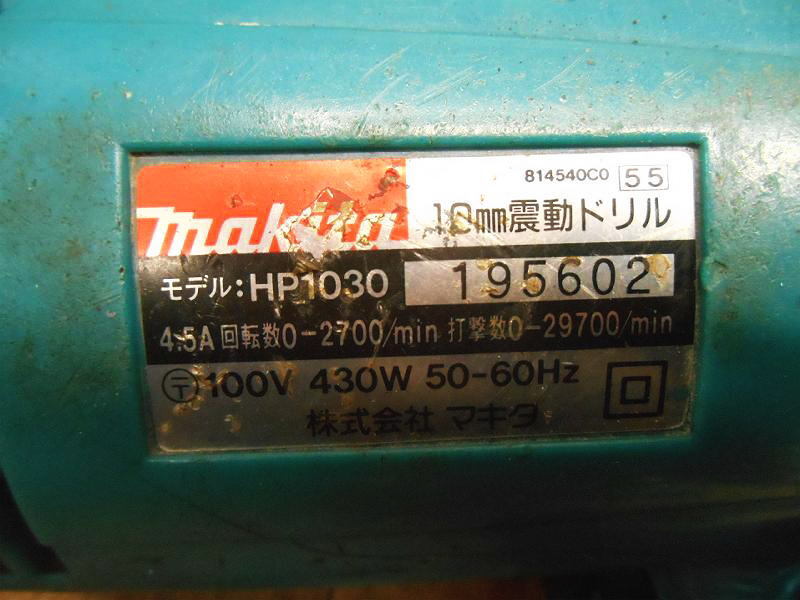 814540C0 55
makita 10mm震動ドリル
モデル:HP1030 195602
4.5A 回転数0-2700/min 打撃数0-29700/min
〒 100V 430W 50-60Hz
株式会社 マキタ